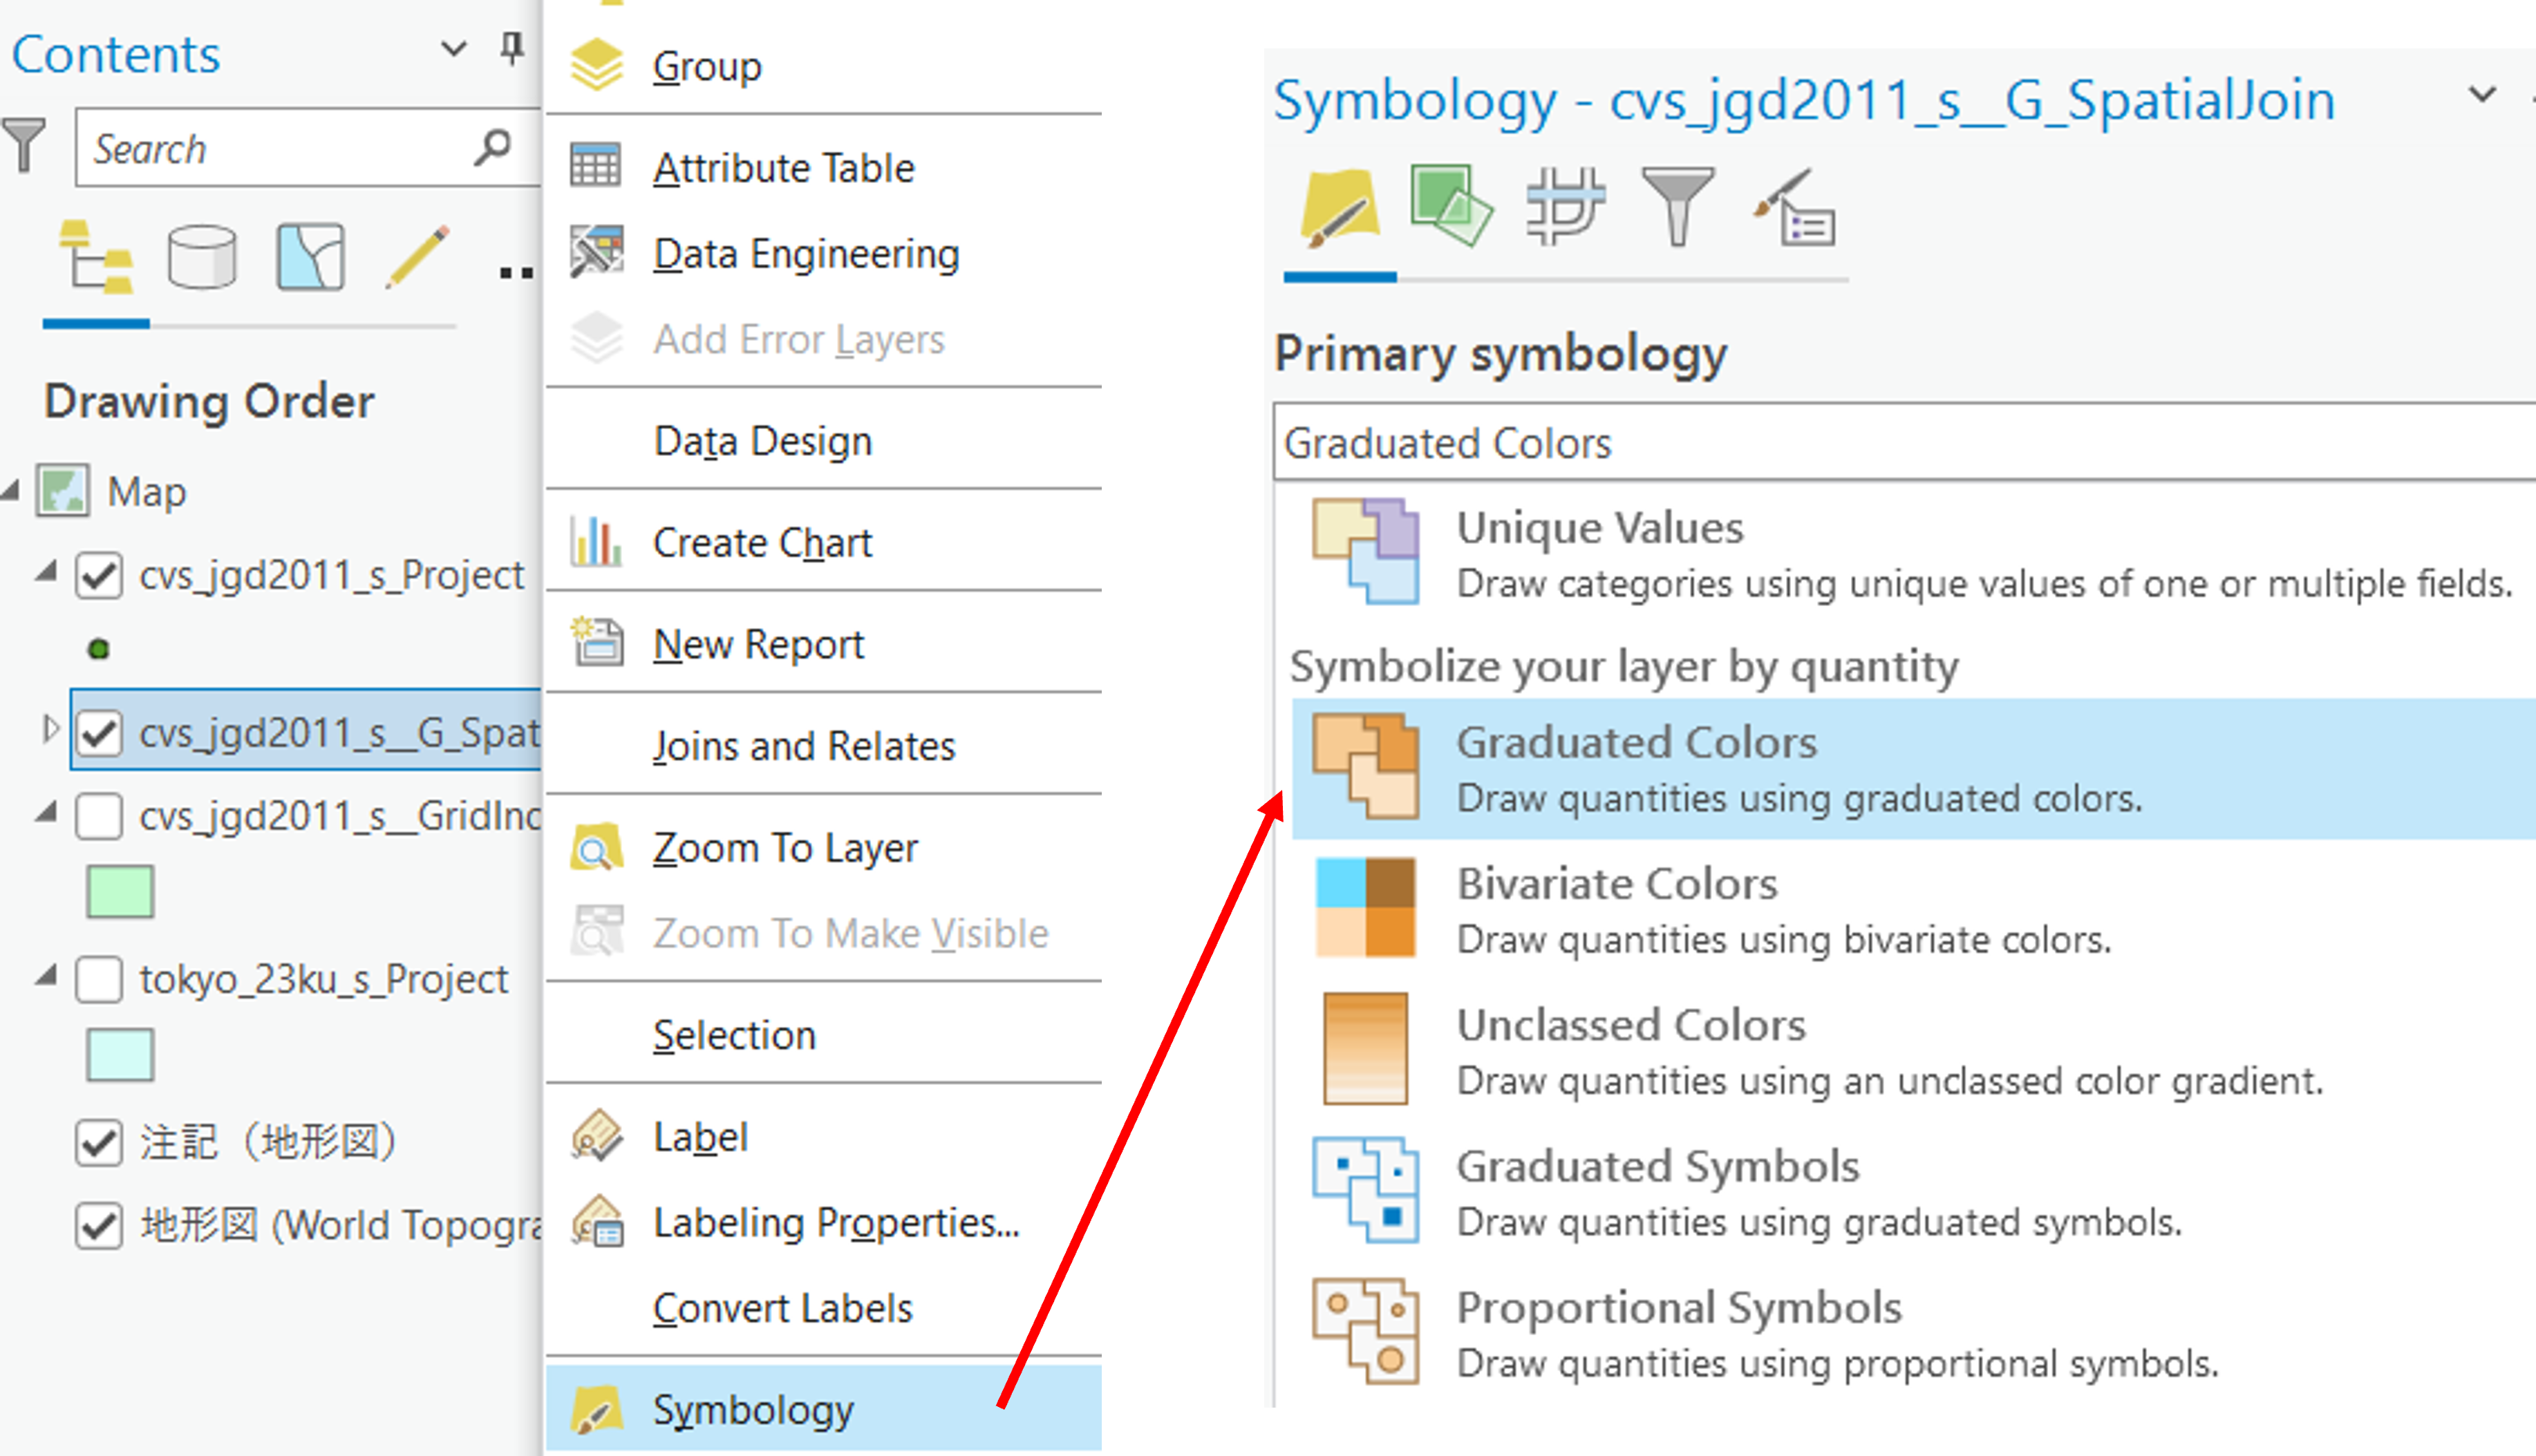 Contents
Search
Drawing Order
Map
cvs_jgd2011_s_Project
cvs_jgd2011_s__G_Spat
cvs_jgd2011_s__GridInd
tokyo_23ku_s_Project
注記（地形図）
地形図 (World Topogra
Group
Attribute Table
Data Engineering
Add Error Layers
Data Design
Create Chart
New Report
Joins and Relates
Zoom To Layer
Zoom To Make Visible
Selection
Label
Labeling Properties...
Convert Labels
Symbology
Symbology - cvs_jgd2011_s__G_SpatialJoin
Primary symbology
Graduated Colors
Unique Values
Draw categories using unique values of one or multiple fields.
Symbolize your layer by quantity
Graduated Colors
Draw quantities using graduated colors.
Bivariate Colors
Draw quantities using bivariate colors.
Unclassed Colors
Draw quantities using an unclassed color gradient.
Graduated Symbols
Draw quantities using graduated symbols.
Proportional Symbols
Draw quantities using proportional symbols.